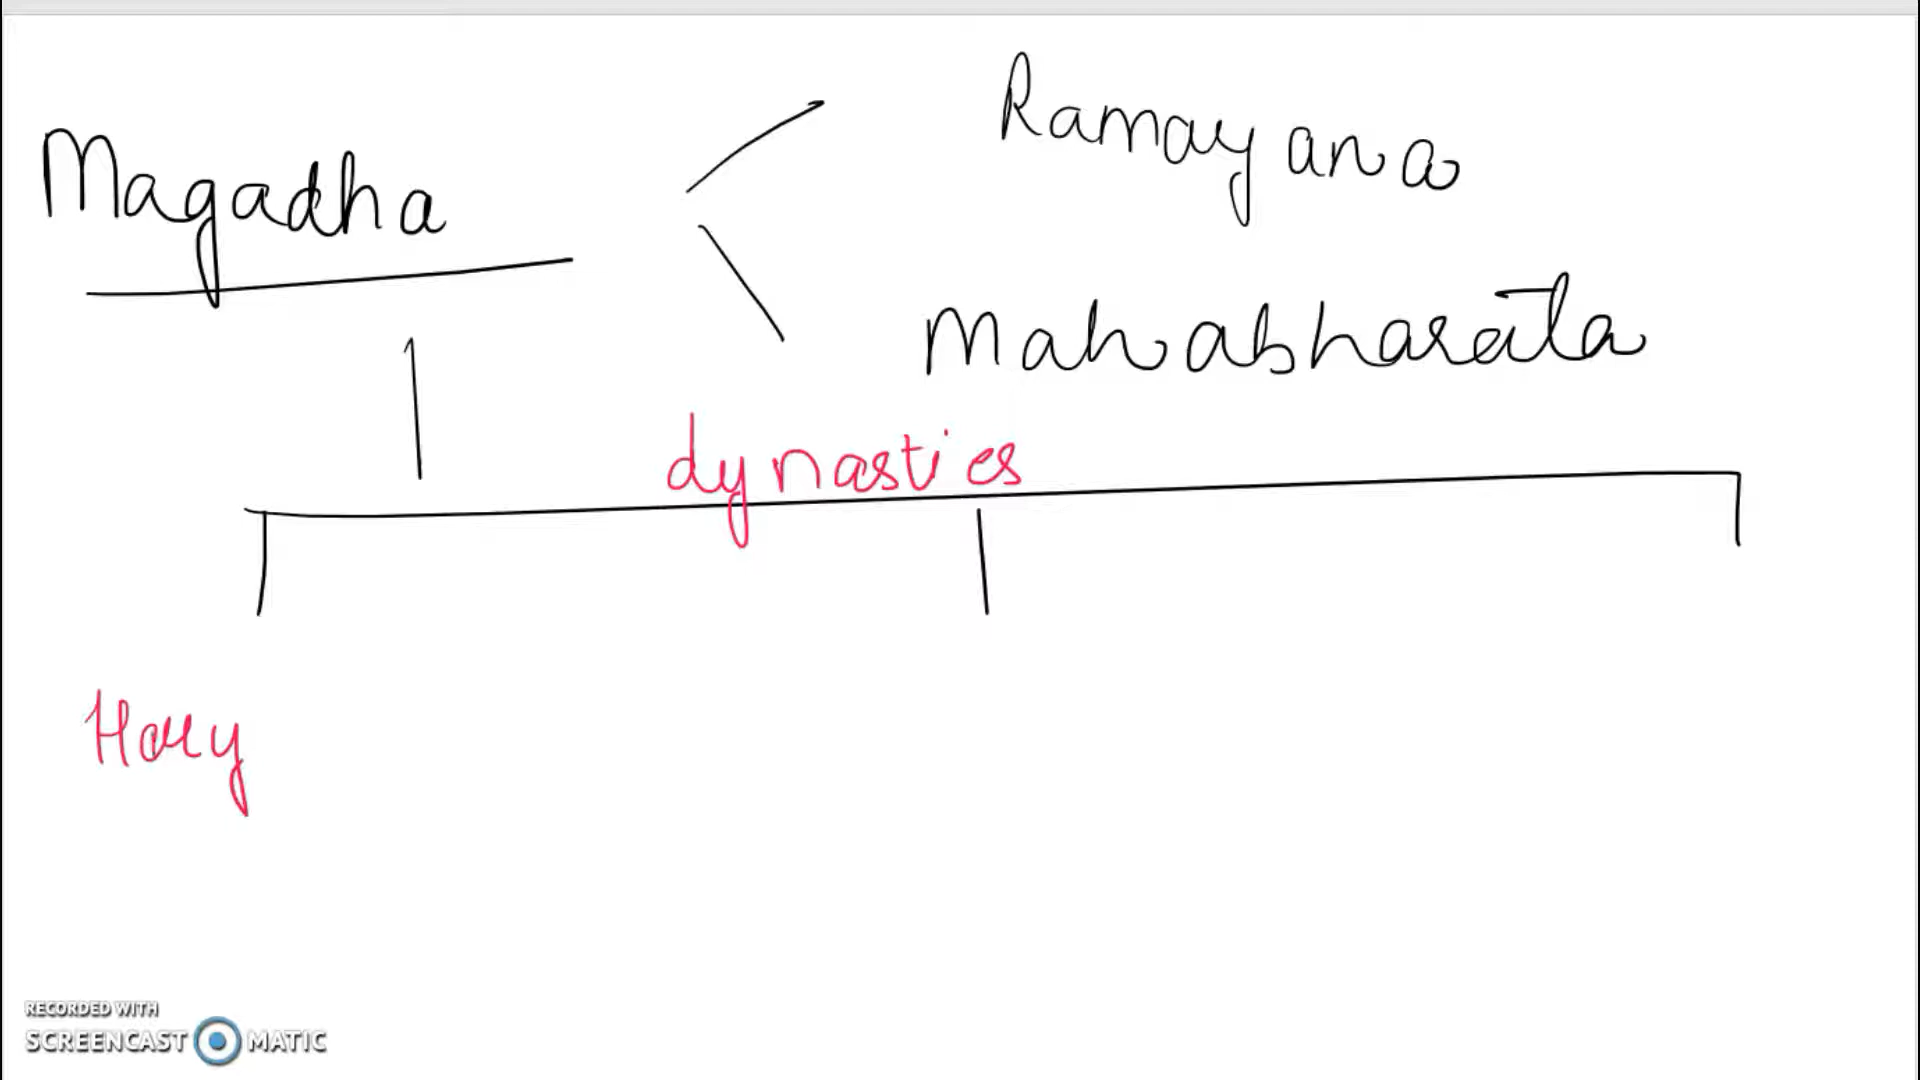 Ramayana
Magadha
Mahabharata
dynasties
Hary
RECORDED WITH
SCREENCAST MATIC